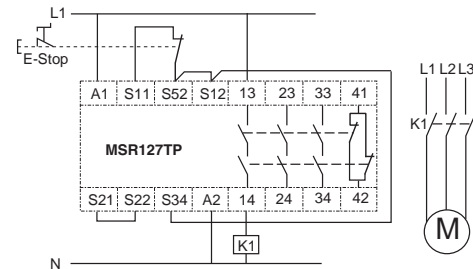 L1
E-Stop
A1 S11 S52 S12 13 23 33 41
L1 L2 L3
K1
MSR127TP
S21 S22 S34 A2 14 24 34 42
M
K1
N